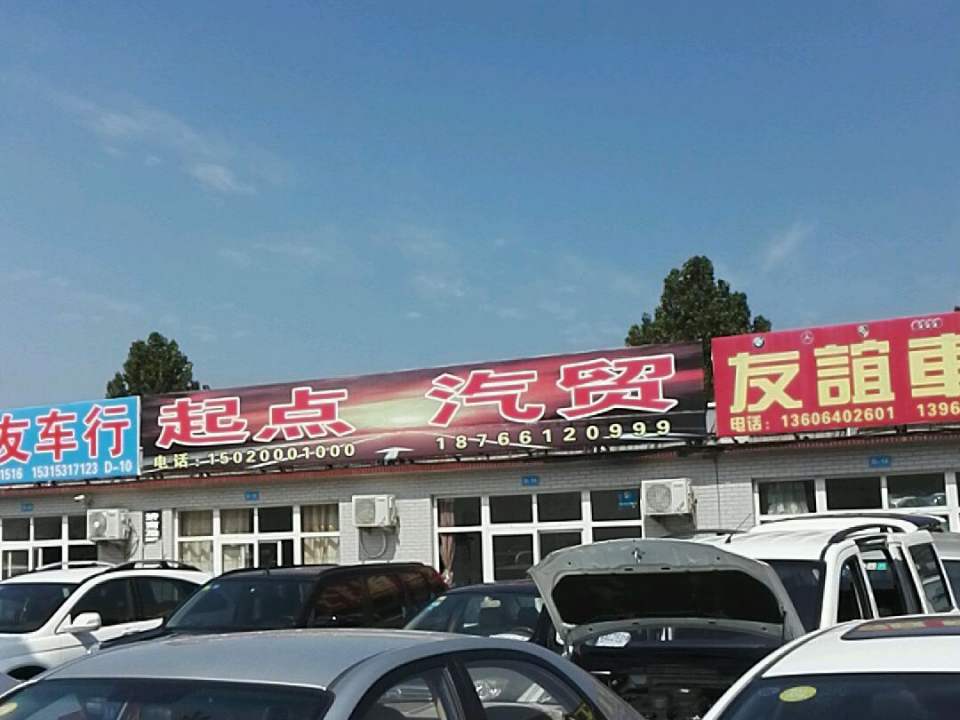 友车行
1516 15315317123 D-10
起点 汽贸
电话:15020001000 18766120999
友誼車
电话:13606402601 1396